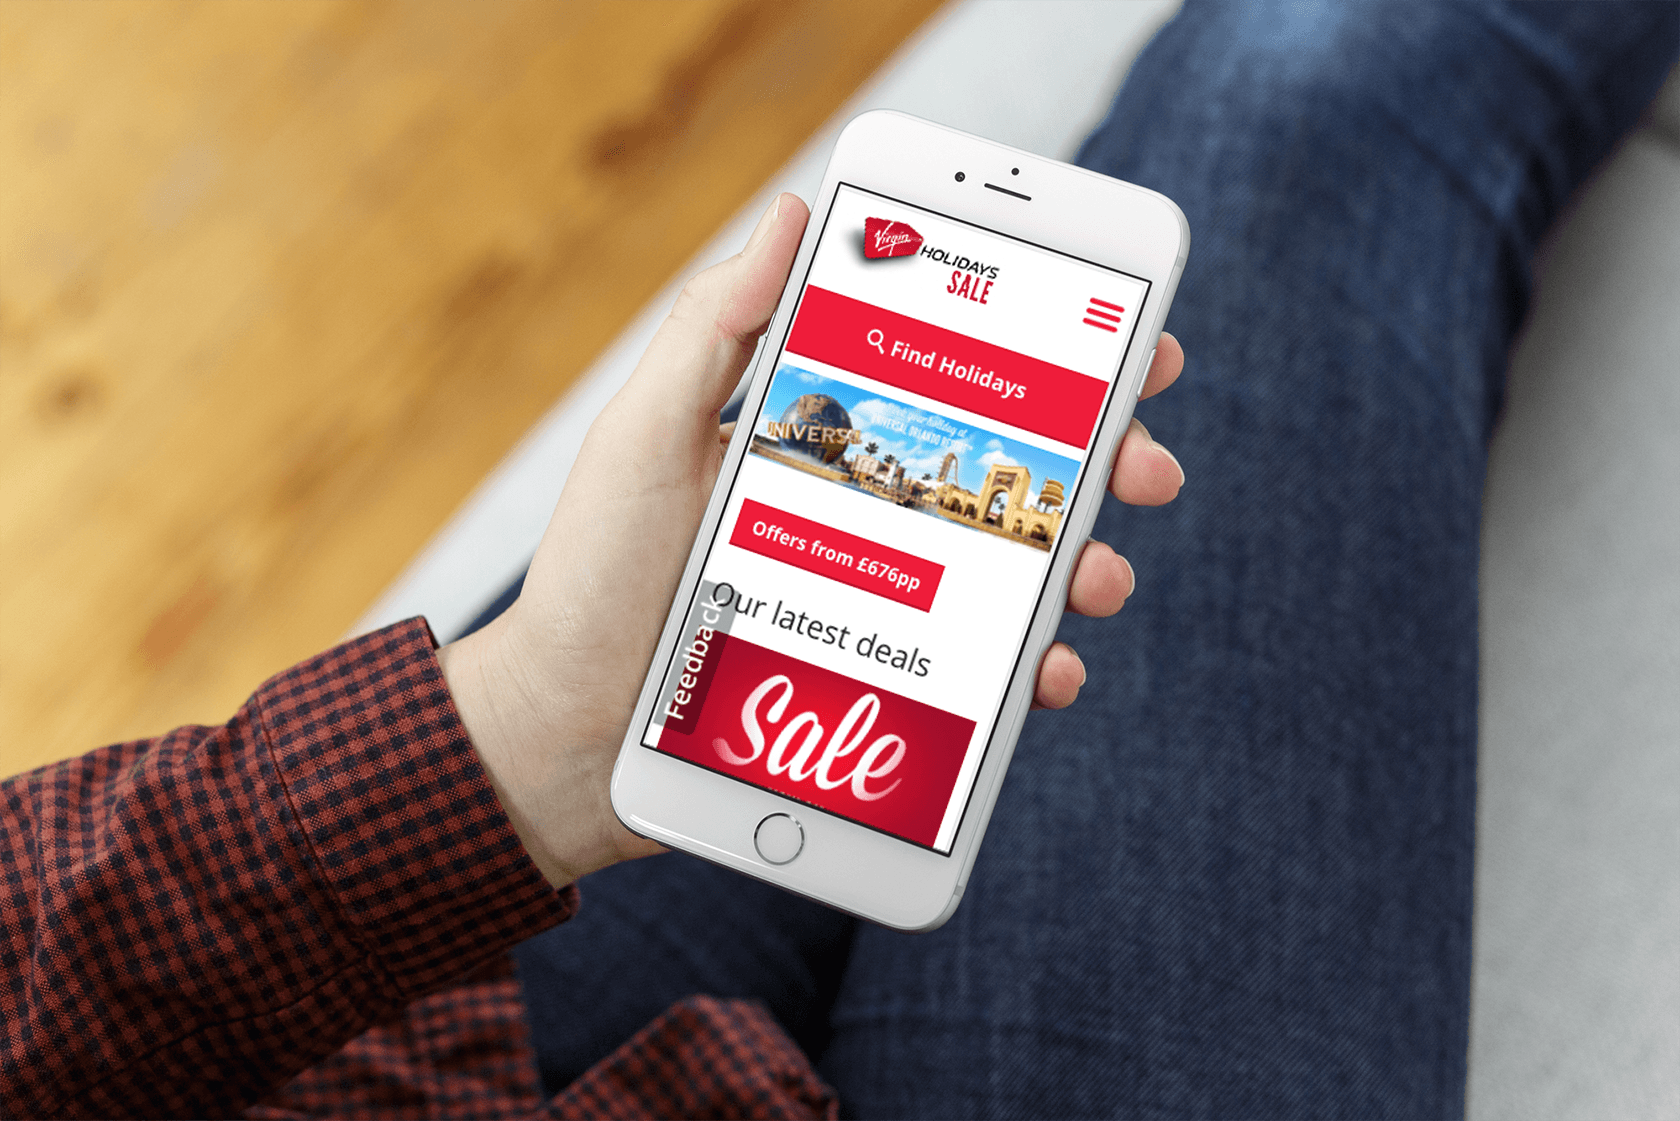 Virgin
HOLIDAYS
SALE
Find Holidays
UNIVERSAL
your holiday at
UNIVERSAL ORLANDO RESORT
Offers from £676pp
Our latest deals
Feedback
Sale